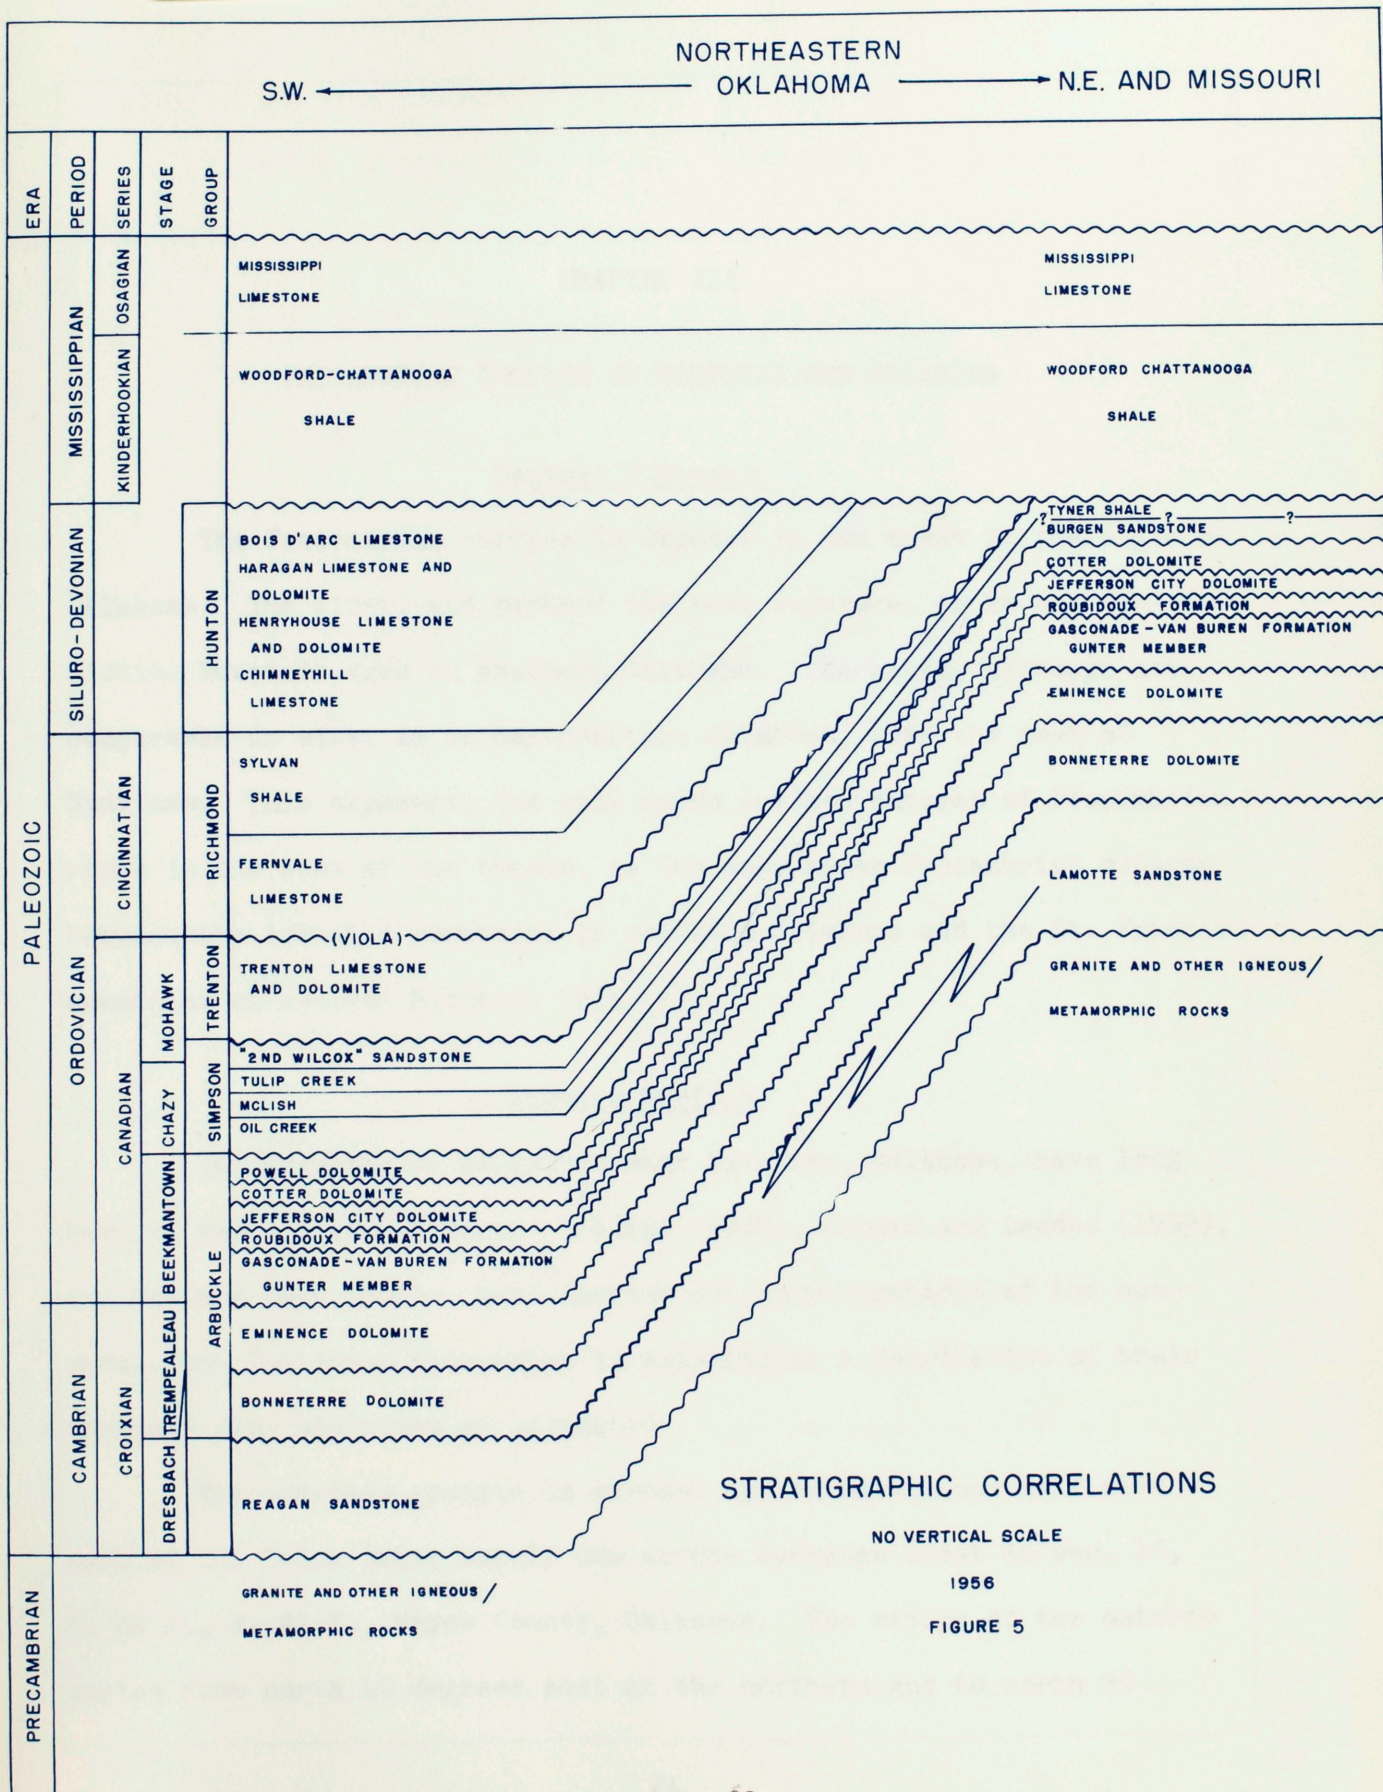 NORTHEASTERN
S.W. OKLAHOMA N.E. AND MISSOURI
ERA
PERIOD
SERIES
STAGE
GROUP
PALEOZOIC
PRECAMBRIAN
MISSISSIPPIAN
SILURO-DEVONIAN
ORDOVICIAN
CAMBRIAN
OSAGIAN
KINDERHOOKIAN
CINCINNATIAN
CANADIAN
CROIXIAN
MOHAWK
CHAZY
BEEKMANTOWN
TREMPEALEAU
DRESBACH
HUNTON
RICHMOND
TRENTON
SIMPSON
ARBUCKLE
MISSISSIPPI
LIMESTONE
WOODFORD-CHATTANOOGA
SHALE
BOIS D'ARC LIMESTONE
HARAGAN LIMESTONE AND
DOLOMITE
HENRYHOUSE LIMESTONE
AND DOLOMITE
CHIMNEYHILL
LIMESTONE
SYLVAN
SHALE
FERNVALE
LIMESTONE
(VIOLA)
TRENTON LIMESTONE
AND DOLOMITE
"2ND WILCOX" SANDSTONE
TULIP CREEK
MCLISH
OIL CREEK
POWELL DOLOMITE
COTTER DOLOMITE
JEFFERSON CITY DOLOMITE
ROUBIDOUX FORMATION
GASCONADE-VAN BUREN FORMATION
GUNTER MEMBER
EMINENCE DOLOMITE
BONNETERRE DOLOMITE
REAGAN SANDSTONE
GRANITE AND OTHER IGNEOUS/
METAMORPHIC ROCKS
MISSISSIPPI
LIMESTONE
WOODFORD CHATTANOOGA
SHALE
TYNER SHALE
? ? ?
BURGEN SANDSTONE
COTTER DOLOMITE
JEFFERSON CITY DOLOMITE
ROUBIDOUX FORMATION
GASCONADE-VAN BUREN FORMATION
GUNTER MEMBER
EMINENCE DOLOMITE
BONNETERRE DOLOMITE
LAMOTTE SANDSTONE
GRANITE AND OTHER IGNEOUS/
METAMORPHIC ROCKS
STRATIGRAPHIC CORRELATIONS
NO VERTICAL SCALE
1956
FIGURE 5